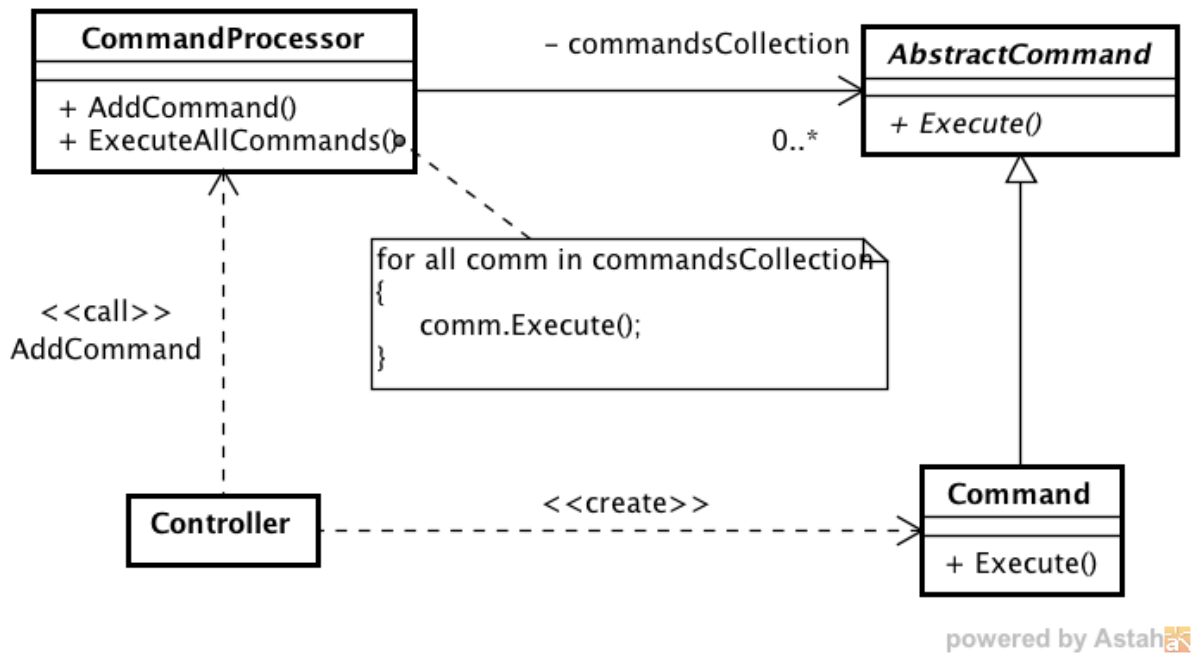 CommandProcessor
+ AddCommand()
+ ExecuteAllCommands()
– commandsCollection
0..*
AbstractCommand
+ Execute()
for all comm in commandsCollection
{
comm.Execute();
}
<<call>>
AddCommand
Controller
<<create>>
Command
+ Execute()
powered by Astah